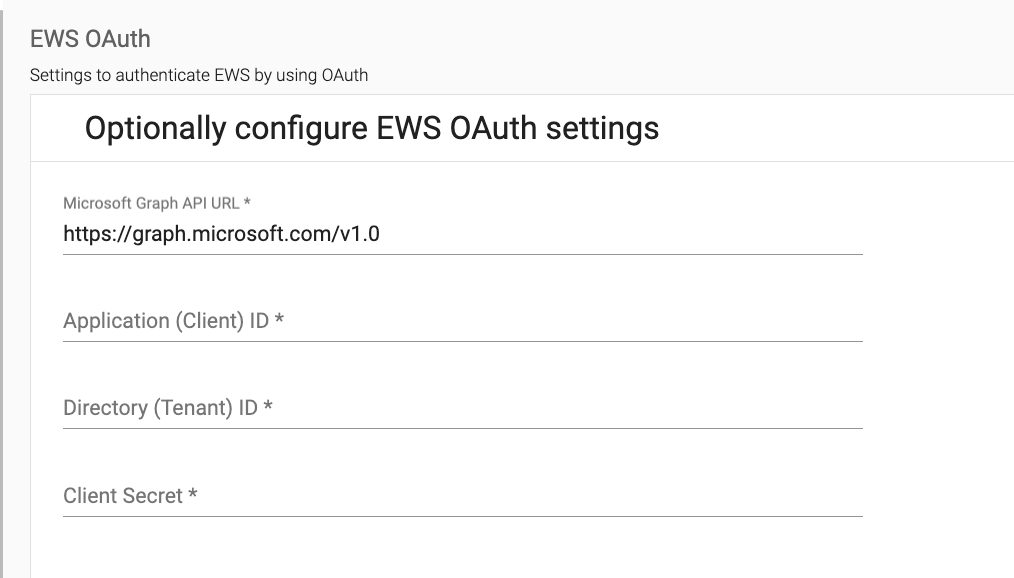 EWS OAuth
Settings to authenticate EWS by using OAuth
Optionally configure EWS OAuth settings
Microsoft Graph API URL *
https://graph.microsoft.com/v1.0
Application (Client) ID *
Directory (Tenant) ID *
Client Secret *